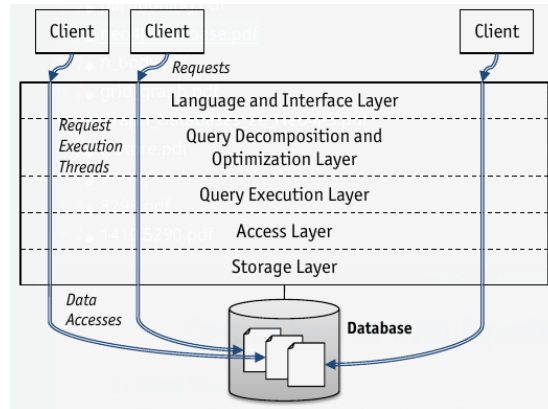 Client
Client
Client
Requests
Language and Interface Layer
Request
Execution
Threads
Query Decomposition and
Optimization Layer
Query Execution Layer
Access Layer
Storage Layer
Data
Accesses
Database